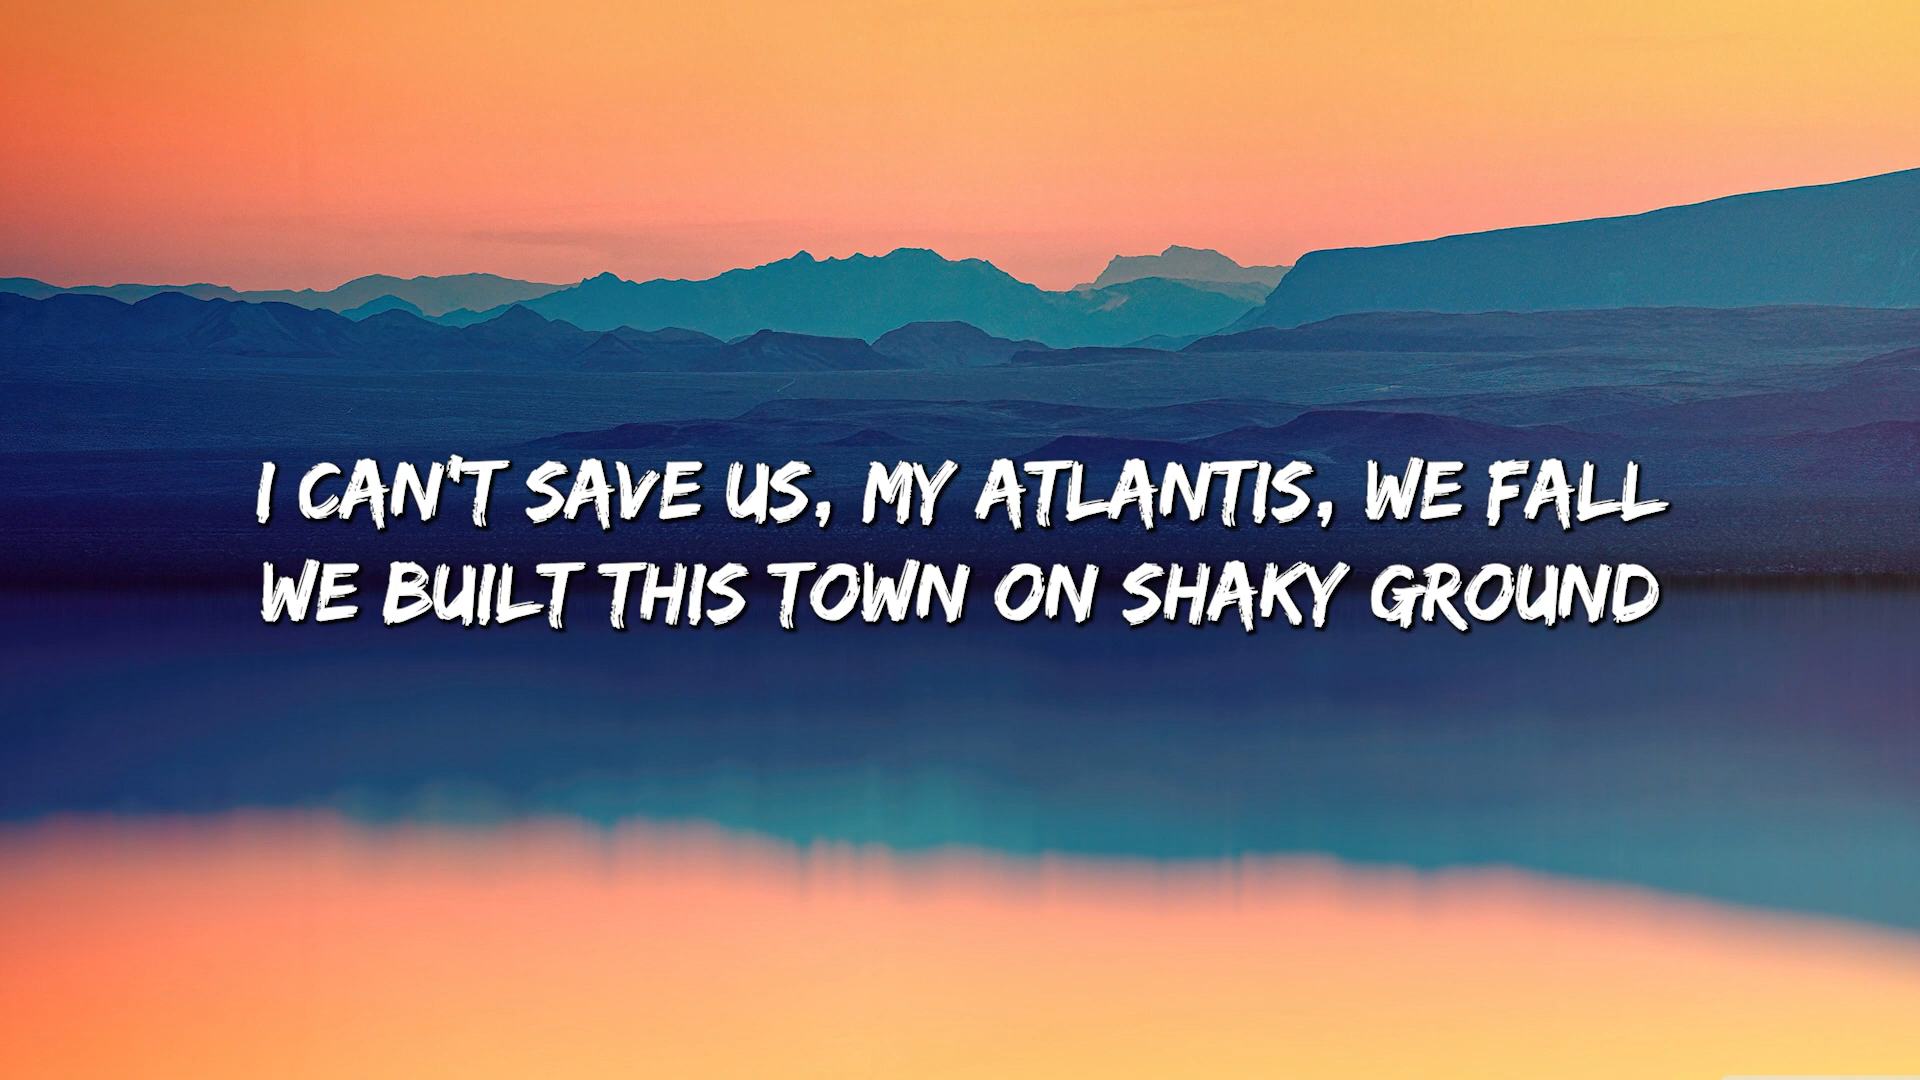 I CAN'T SAVE US, MY ATLANTIS, WE FALL
WE BUILT THIS TOWN ON SHAKY GROUND